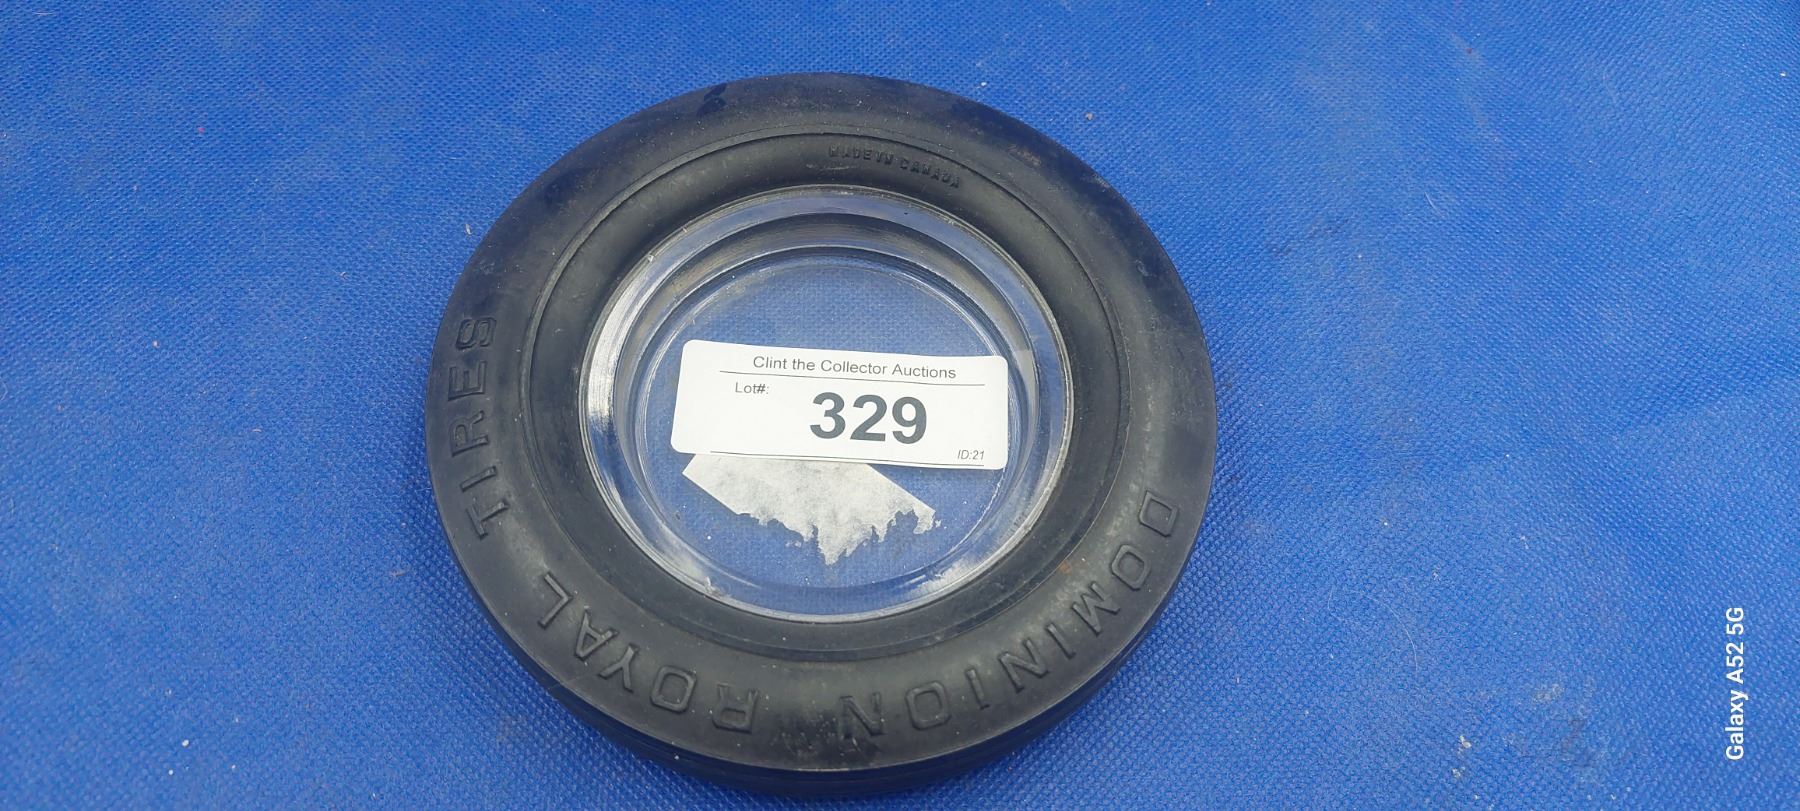 MADE IN CANADA
Clint the Collector Auctions
Lot#:
329
ID:21
DOMINION ROYAL TIRES
Galaxy A52 5G